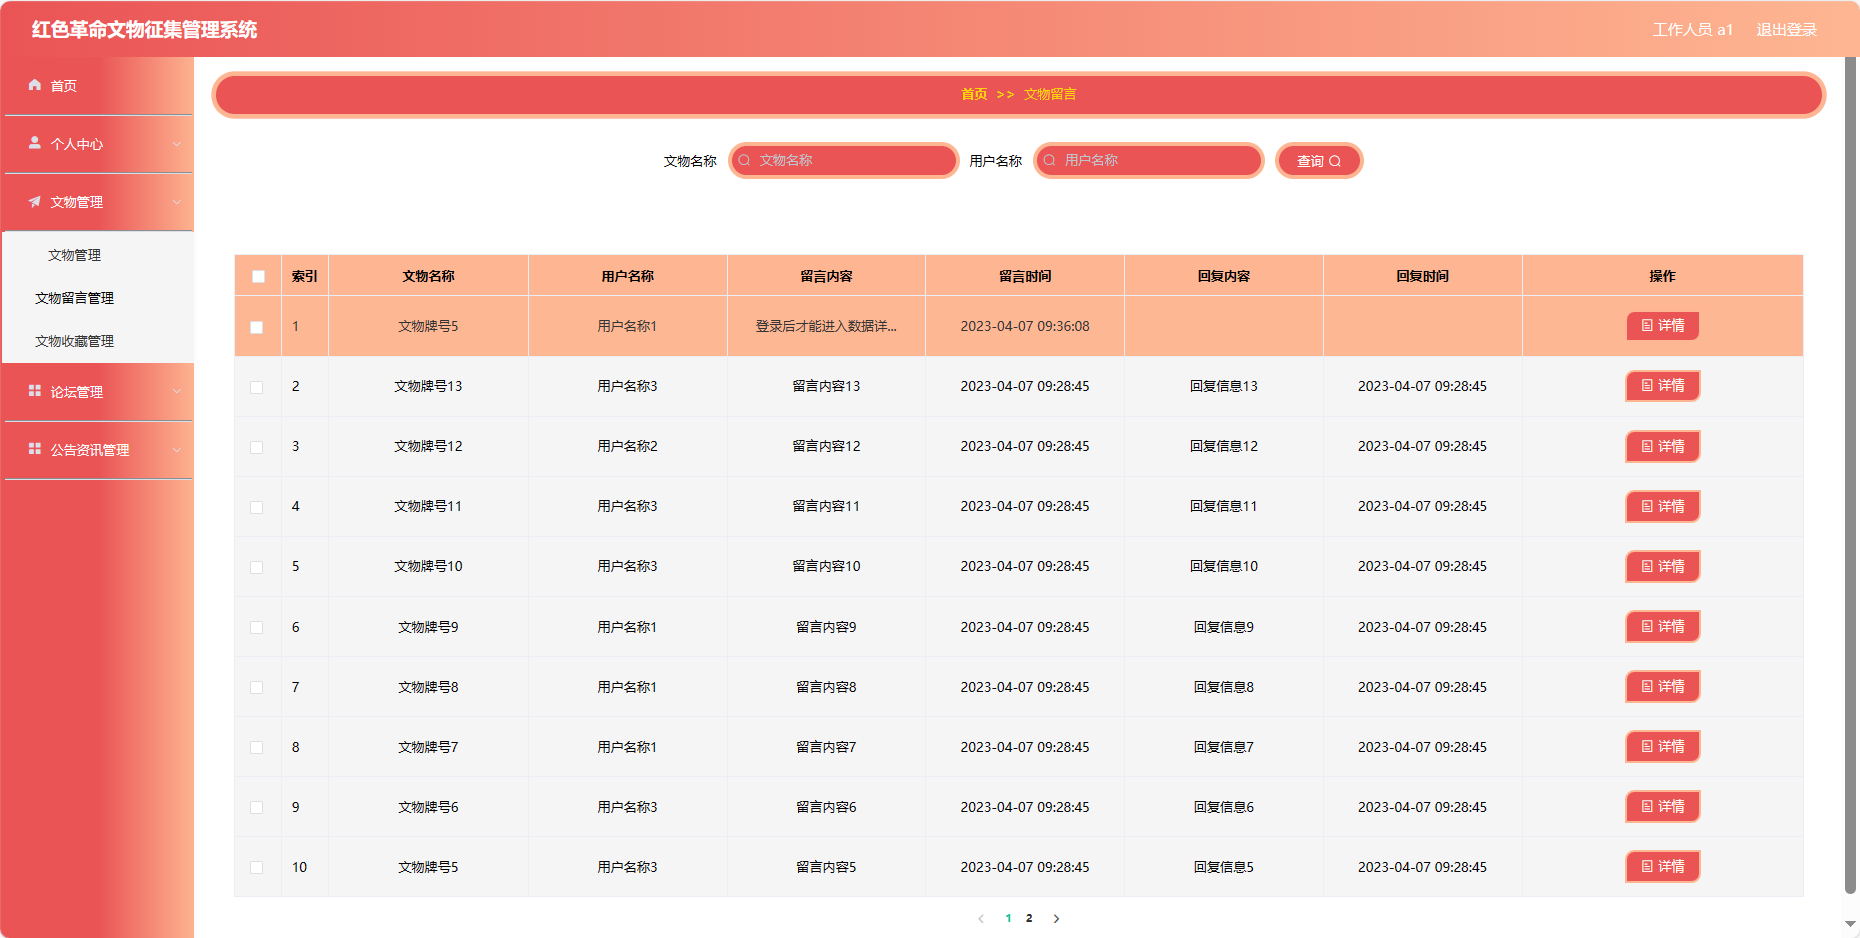 红色革命文物征集管理系统
工作人员 a1 退出登录
首页
个人中心
文物管理
文物管理
文物留言管理
文物收藏管理
论坛管理
公告资讯管理
首页 >> 文物留言
文物名称 文物名称 用户名称 用户名称 查询
索引 文物名称 用户名称 留言内容 留言时间 回复内容 回复时间 操作
1 文物牌号5 用户名称1 登录后才能进入数据详... 2023-04-07 09:36:08 详情
2 文物牌号13 用户名称3 留言内容13 2023-04-07 09:28:45 回复信息13 2023-04-07 09:28:45 详情
3 文物牌号12 用户名称2 留言内容12 2023-04-07 09:28:45 回复信息12 2023-04-07 09:28:45 详情
4 文物牌号11 用户名称3 留言内容11 2023-04-07 09:28:45 回复信息11 2023-04-07 09:28:45 详情
5 文物牌号10 用户名称3 留言内容10 2023-04-07 09:28:45 回复信息10 2023-04-07 09:28:45 详情
6 文物牌号9 用户名称1 留言内容9 2023-04-07 09:28:45 回复信息9 2023-04-07 09:28:45 详情
7 文物牌号8 用户名称1 留言内容8 2023-04-07 09:28:45 回复信息8 2023-04-07 09:28:45 详情
8 文物牌号7 用户名称1 留言内容7 2023-04-07 09:28:45 回复信息7 2023-04-07 09:28:45 详情
9 文物牌号6 用户名称3 留言内容6 2023-04-07 09:28:45 回复信息6 2023-04-07 09:28:45 详情
10 文物牌号5 用户名称3 留言内容5 2023-04-07 09:28:45 回复信息5 2023-04-07 09:28:45 详情
1 2